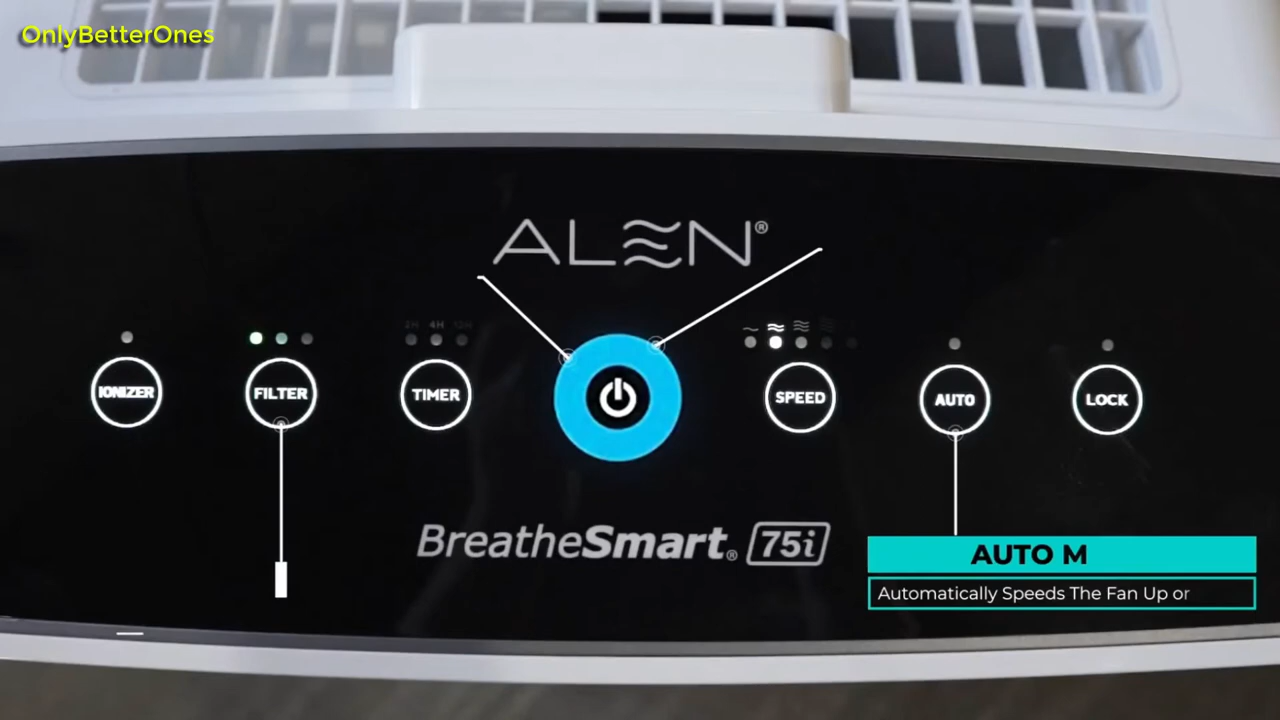 OnlyBetterOnes
ALEN®
2H 4H 12H
IONIZER FILTER TIMER SPEED AUTO LOCK
BreatheSmart® 75i
AUTO M
Automatically Speeds The Fan Up or